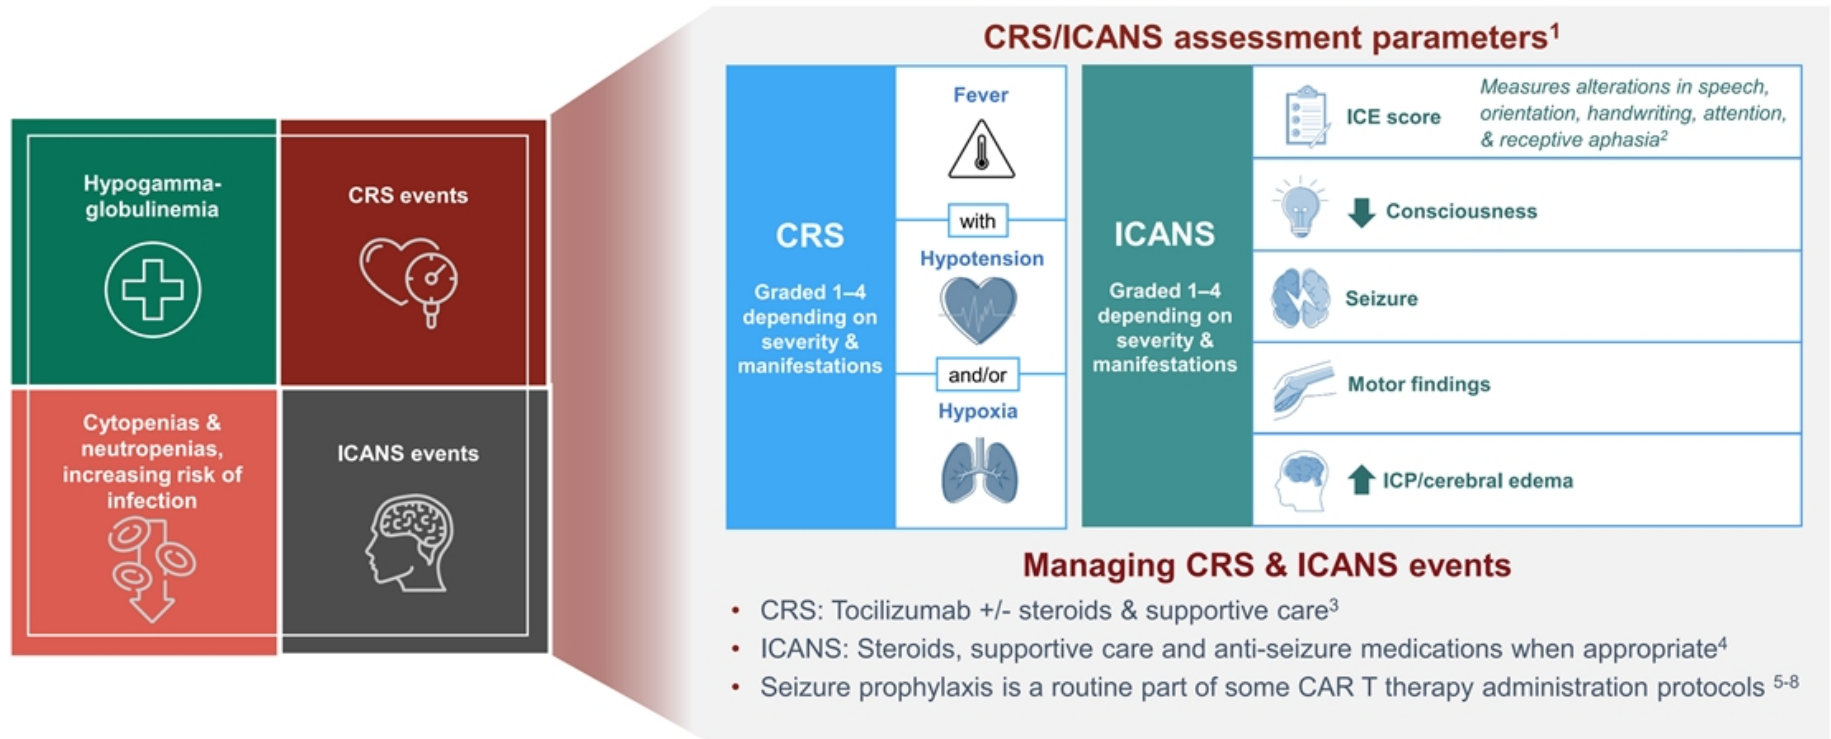 Hypogamma-
globulinemia
CRS events
Cytopenias &
neutropenias,
increasing risk of
infection
ICANS events
CRS/ICANS assessment parameters¹
CRS
Graded 1–4
depending on
severity &
manifestations
Fever
with
Hypotension
and/or
Hypoxia
ICANS
Graded 1–4
depending on
severity &
manifestations
ICE score
Measures alterations in speech,
orientation, handwriting, attention,
& receptive aphasia²
Consciousness
Seizure
Motor findings
ICP/cerebral edema
Managing CRS & ICANS events
• CRS: Tocilizumab +/- steroids & supportive care³
• ICANS: Steroids, supportive care and anti-seizure medications when appropriate⁴
• Seizure prophylaxis is a routine part of some CAR T therapy administration protocols ⁵⁻⁸